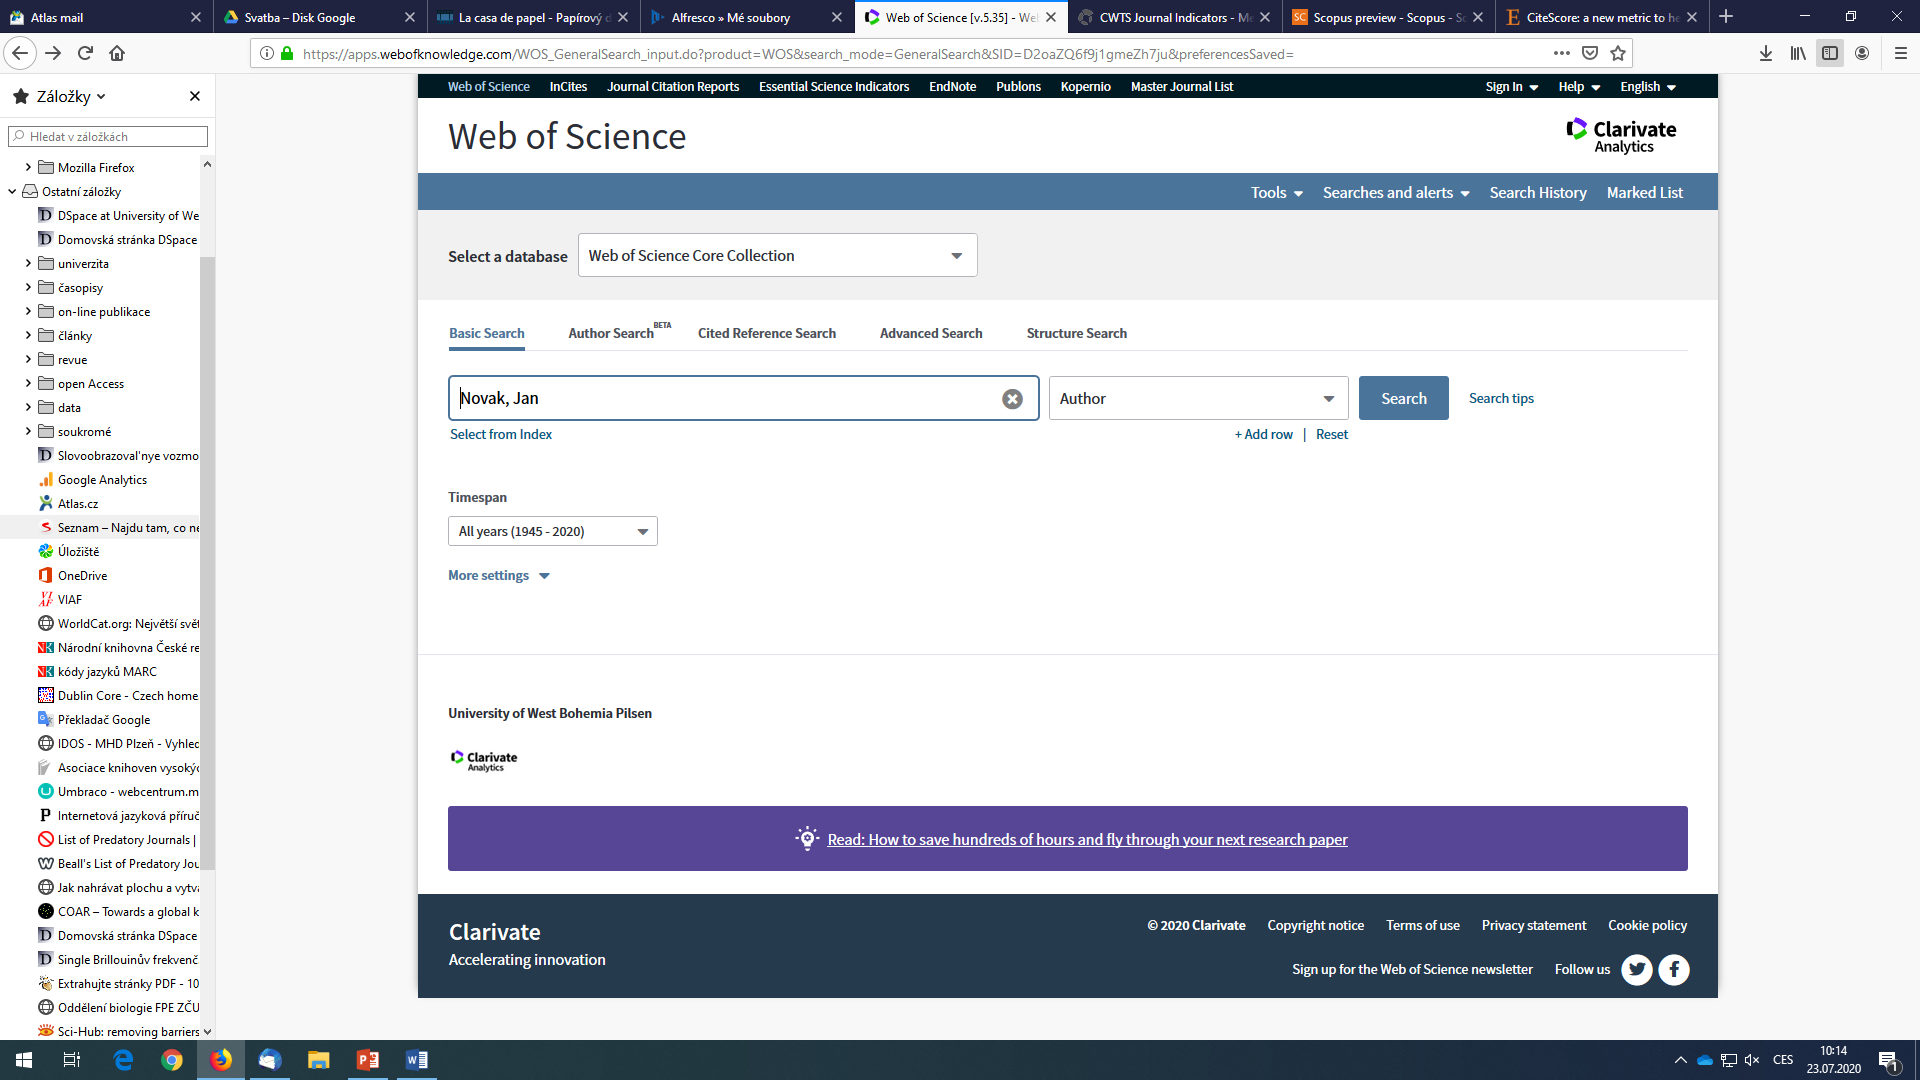 Atlas mail
Svatba – Disk Google
La casa de papel - Papírový d
Alfresco » Mé soubory
Web of Science [v.5.35] - We
CWTS Journal Indicators - Me
Scopus preview - Scopus - Sc
CiteScore: a new metric to he
https://apps.webofknowledge.com/WOS_GeneralSearch_input.do?product=WOS&search_mode=GeneralSearch&SID=D2oaZQ6f9j1gmeZh7ju&preferencesSaved=
Záložky
Hledat v záložkách
Mozilla Firefox
Ostatní záložky
DSpace at University of We
Domovská stránka DSpace
univerzita
časopisy
on-line publikace
články
revue
open Access
data
soukromé
Slovoobrazoval'nye vozmo
Google Analytics
Atlas.cz
Seznam – Najdu tam, co ne
Úložiště
OneDrive
VIAF
WorldCat.org: Největší svět
Národní knihovna České re
kódy jazyků MARC
Dublin Core - Czech home
Překladač Google
IDOS - MHD Plzeň - Vyhled
Asociace knihoven vysokýc
Umbraco - webcentrum.m
Internetová jazyková příruč
List of Predatory Journals |
Beall's List of Predatory Jou
Jak nahrávat plochu a vytvá
COAR – Towards a global k
Domovská stránka DSpace
Single Brillouinův frekvenč
Extrahujte stránky PDF - 10
Oddělení biologie FPE ZČU
Sci-Hub: removing barriers
Web of Science InCites Journal Citation Reports Essential Science Indicators EndNote Publons Kopernio Master Journal List Sign In Help English
Web of Science
Clarivate
Analytics
Tools Searches and alerts Search History Marked List
Select a database Web of Science Core Collection
Basic Search Author Search BETA Cited Reference Search Advanced Search Structure Search
Novak, Jan Author Search Search tips
Select from Index + Add row | Reset
Timespan
All years (1945 - 2020)
More settings
University of West Bohemia Pilsen
Clarivate
Analytics
Read: How to save hundreds of hours and fly through your next research paper
Clarivate
Accelerating innovation
© 2020 Clarivate Copyright notice Terms of use Privacy statement Cookie policy
Sign up for the Web of Science newsletter Follow us
CES
10:14
23.07.2020
1